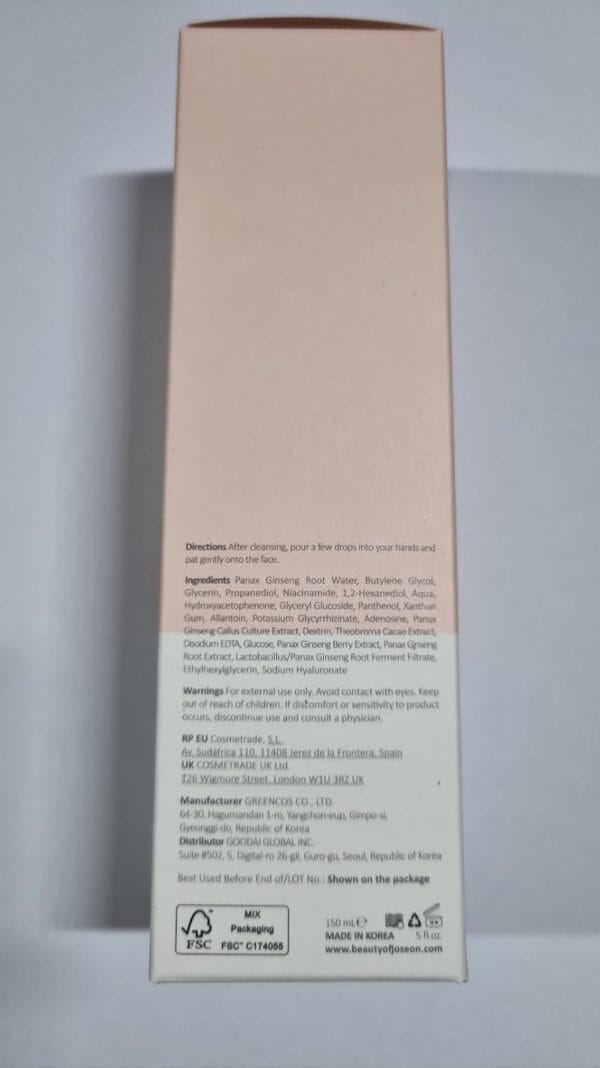 Directions After cleansing, pour a few drops into your hands and
pat gently onto the face.
Ingredients Panax Ginseng Root Water, Butylene Glycol,
Glycerin, Propanediol, Niacinamide, 1,2-Hexanediol, Aqua,
Hydroxyacetophenone, Glyceryl Glucoside, Panthenol, Xanthan
Gum, Allantoin, Potassium Glycyrrhizinate, Adenosine, Panax
Ginseng Callus Culture Extract, Dextrin, Theobroma Cacao Extract,
Disodium EDTA, Glucose, Panax Ginseng Berry Extract, Panax Ginseng
Root Extract, Lactobacillus/Panax Ginseng Root Ferment Filtrate,
Ethylhexylglycerin, Sodium Hyaluronate
Warnings For external use only. Avoid contact with eyes. Keep
out of reach of children. If discomfort or sensitivity to product
occurs, discontinue use and consult a physician.
RP EU Cosmetrade, S.L.
Av. Sudáfrica 110, 11408 Jerez de la Frontera, Spain
UK COSMETRADE UK Ltd.
126 Wigmore Street, London W1U 3RZ UK
Manufacturer GREENCOS CO., LTD.
64-30, Hagunsandan 1-ro, Yangchon-eup, Gimpo-si,
Gyeonggi-do, Republic of Korea
Distributor GOODAI GLOBAL INC.
Suite #502, 5, Digital-ro 26-gil, Guro-gu, Seoul, Republic of Korea
Best Used Before End of/LOT No.: Shown on the package
MIX
Packaging
FSC FSC® C174055
150 mL ℮
MADE IN KOREA 5 fl.oz.
www.beautyofjoseon.com